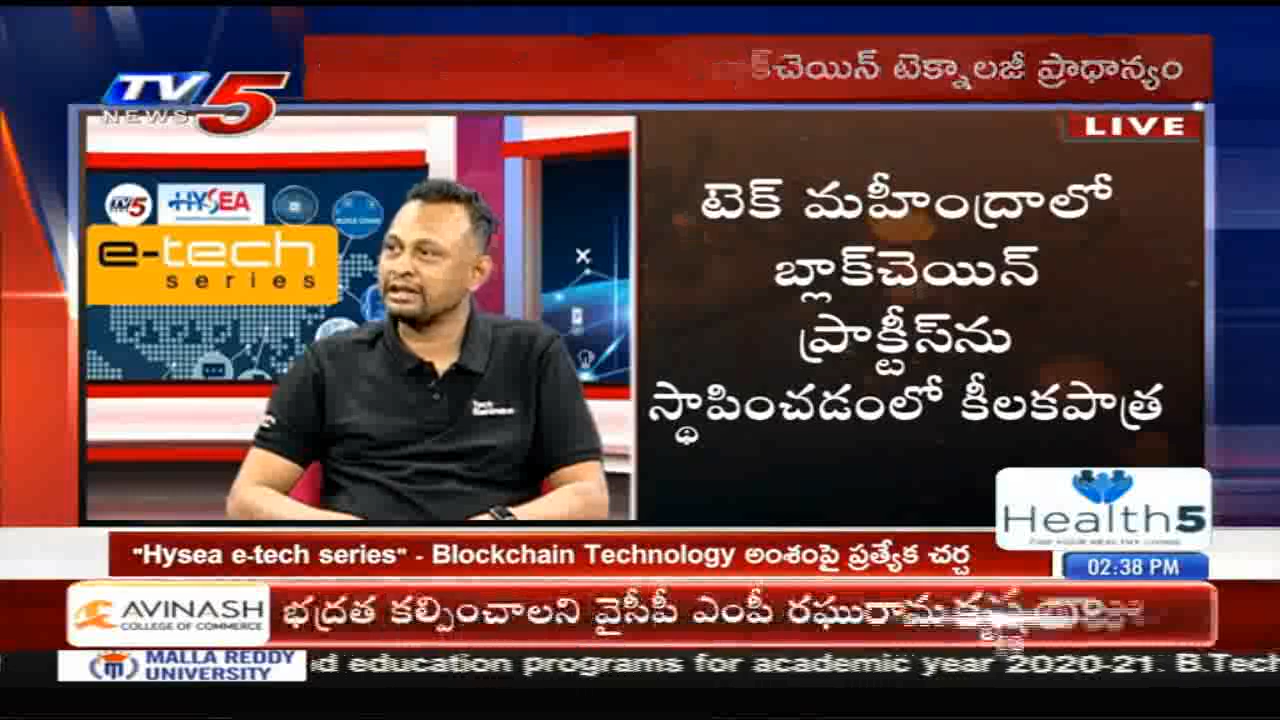 క్‌చెయిన్ టెక్నాలజీ ప్రాధాన్యం
TV5
NEWS
LIVE
TV5
HYSEA
e-tech
series
టెక్ మహీంద్రాలో
బ్లాక్‌చెయిన్
ప్రాక్టీస్‌ను
స్థాపించడంలో కీలకపాత్ర
Health5
"Hysea e-tech series" - Blockchain Technology అంశంపై ప్రత్యేక చర్చ
02:38 PM
AVINASH
COLLEGE OF COMMERCE
భద్రత కల్పించాలని వైసీపీ ఎంపీ రఘురామ
MALLA REDDY
UNIVERSITY
d education programs for academic year 2020-21. B.Tech